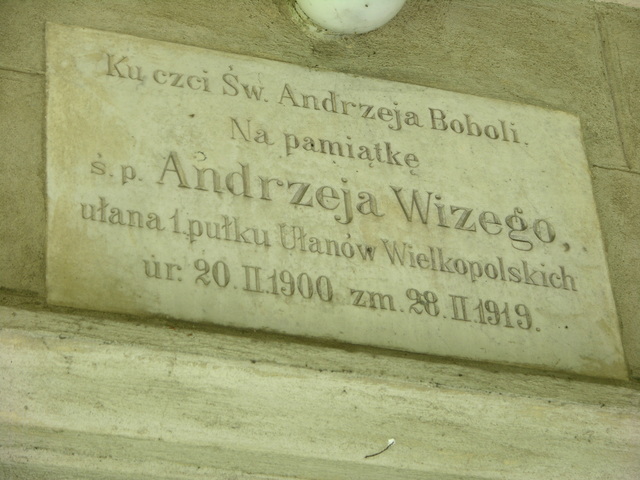 Ku czci Św. Andrzeja Boboli.
Na pamiątkę
ś.p. Andrzeja Wizego,
ułana 1. pułku Ułanów Wielkopolskich
ur. 20.II.1900 zm. 28.II.1919.